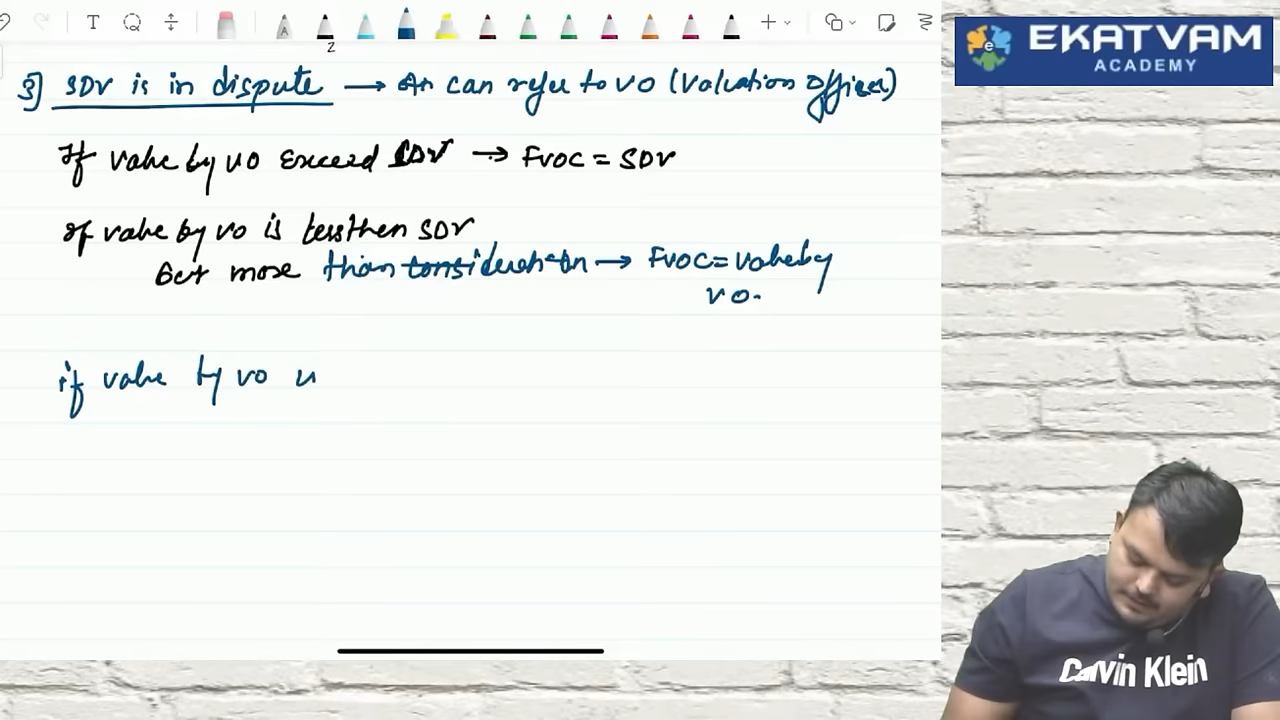 2
EKATVAM
ACADEMY
3] SDV is in dispute → AO can refer to VO (Valuation Officer)
If value by VO Exceed SDV → FVOC = SDV
If value by VO is less then SDV
But more than consideration → FVOC = Value by
VO.
if value by VO
Calvin Klein